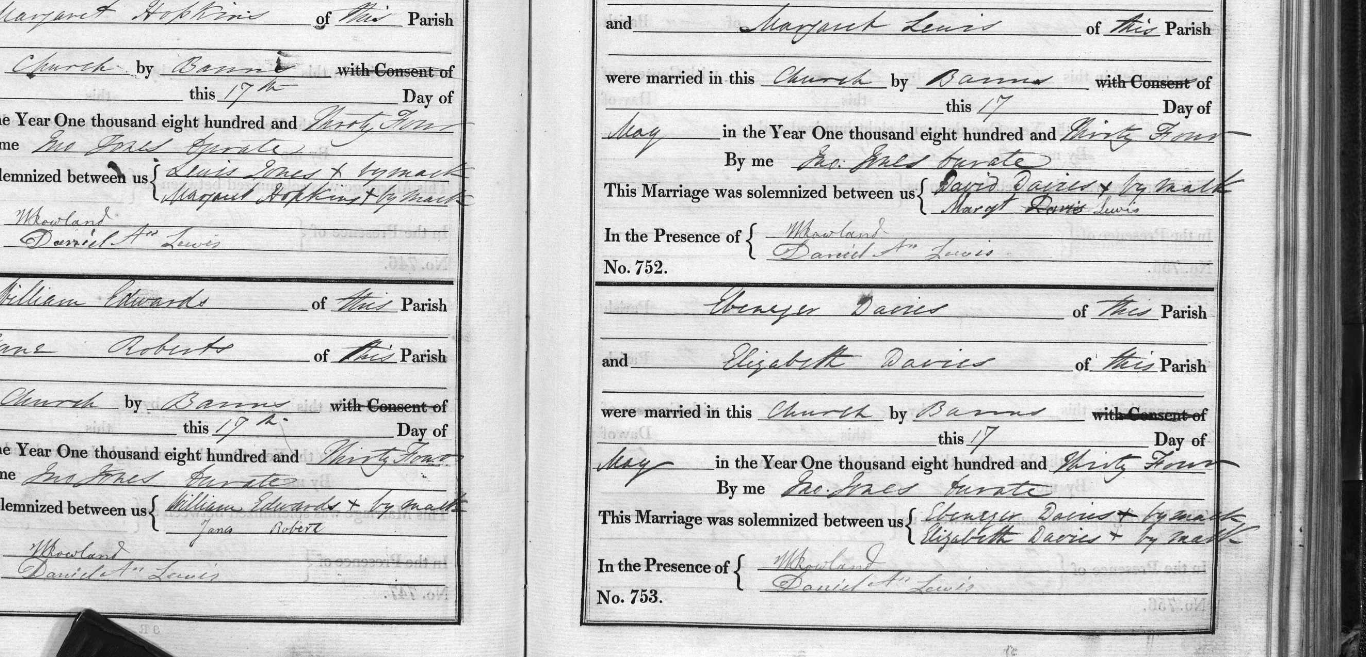 Margaret Hopkins of this Parish
Church by Banns with Consent of
this 17th Day of
he Year One thousand eight hundred and Thirty Four
me Jno Jones Curate
lemnized between us { Lewis Jones + by mark
Margaret Hopkins + by mark
W Rowland
Daniel An Lewis
William Edwards of this Parish
ane Roberts of this Parish
Church by Banns with Consent of
this 17th Day of
he Year One thousand eight hundred and Thirty Four
me Jno Jones Curate
lemnized between us { William Edwards + by mark
Jana Robert
W Rowland
Daniel An Lewis
and Margaret Lewis of this Parish
were married in this Church by Banns with Consent of
this 17 Day of
May in the Year One thousand eight hundred and Thirty Four
By me Jno. Jones Curate
This Marriage was solemnized between us { David Davies + by mark
Margt Davis Lewis
In the Presence of { W Rowland
Daniel An Lewis
No. 752.
Ebenezer Davies of this Parish
and Elizabeth Davies of this Parish
were married in this Church by Banns with Consent of
this 17 Day of
May in the Year One thousand eight hundred and Thirty Four
By me Jno. Jones Curate
This Marriage was solemnized between us { Ebenezer Davies + by mark
Elizabeth Davies + by mark
In the Presence of { W Rowland
Daniel An Lewis
No. 753.